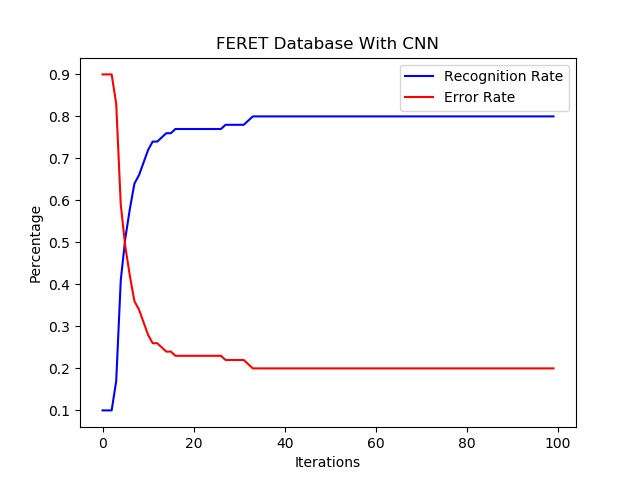 FERET Database With CNN
Recognition Rate
Error Rate
Percentage
0.9
0.8
0.7
0.6
0.5
0.4
0.3
0.2
0.1
0 20 40 60 80 100
Iterations